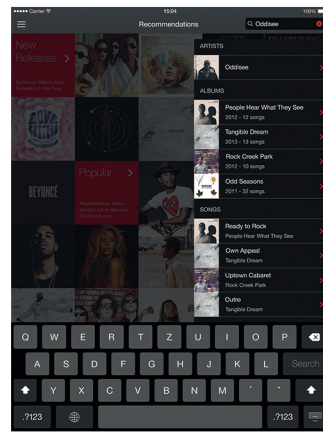 Carrier
15:04
100%
Recommendations
Oddisee
New
Releases
ARTISTS
Oddisee
ALBUMS
People Hear What They See
2012 - 12 songs
Tangible Dream
2013 - 13 songs
Rock Creek Park
2012 - 10 songs
Odd Seasons
2011 - 32 songs
BEYONCÉ
Popular
SONGS
Ready to Rock
People Hear What They See
Own Appeal
Tangible Dream
Uptown Cabaret
Rock Creek Park
Outro
Tangible Dream
Q W E R T Z U I O P
A S D F G H J K L Search
Y X C V B N M ' -
.?123 .?123